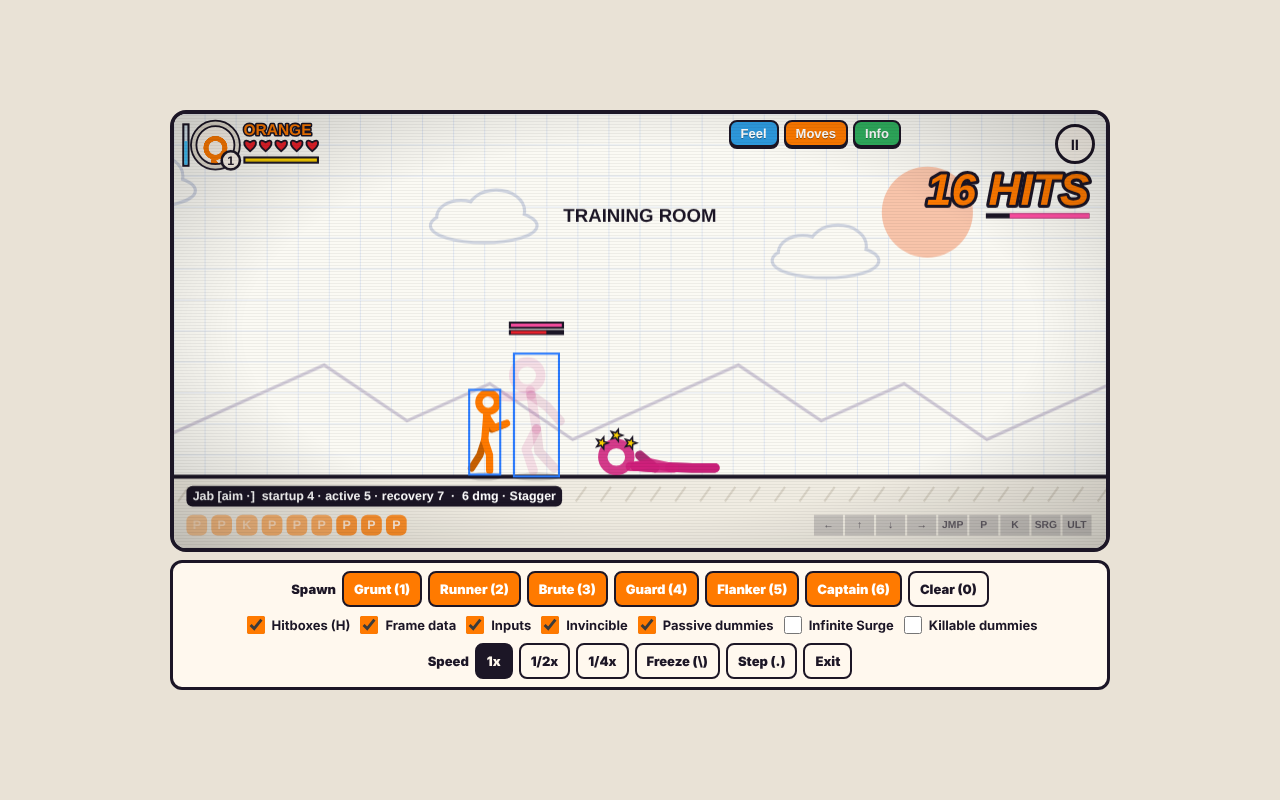 ORANGE
1
Feel Moves Info
16 HITS
TRAINING ROOM
Jab [aim ·] startup 4 · active 5 · recovery 7 · 6 dmg · Stagger
P P K P P P P P P
← ↑ ↓ → JMP P K SRG ULT
Spawn Grunt (1) Runner (2) Brute (3) Guard (4) Flanker (5) Captain (6) Clear (0)
Hitboxes (H) Frame data Inputs Invincible Passive dummies Infinite Surge Killable dummies
Speed 1x 1/2x 1/4x Freeze (\) Step (.) Exit